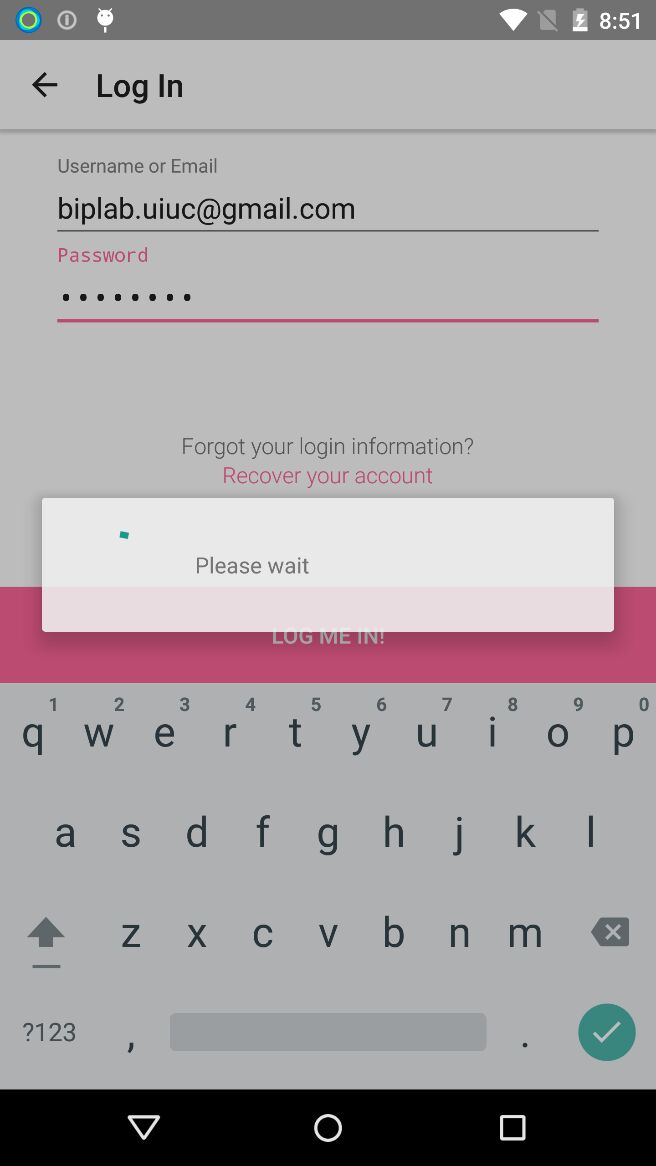 8:51
Log In
Username or Email
biplab.uiuc@gmail.com
Password
Forgot your login information?
Recover your account
Please wait
LOG ME IN!
1 2 3 4 5 6 7 8 9 0
q w e r t y u i o p
a s d f g h j k l
z x c v b n m
?123 , .